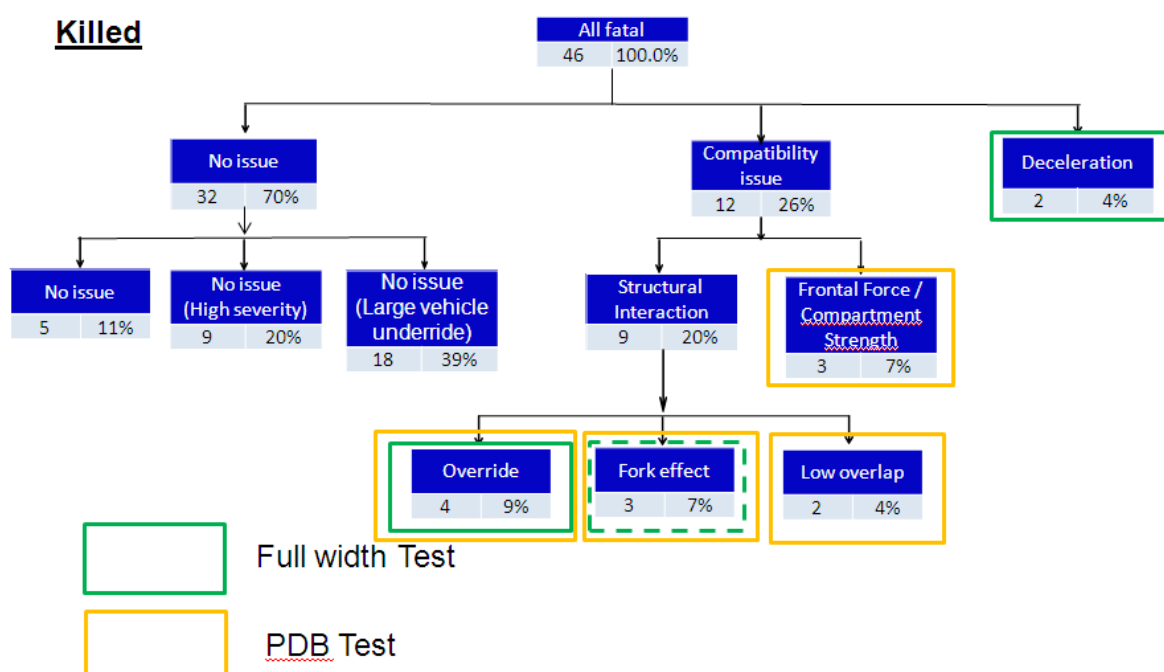 Killed
All fatal
46 100.0%
No issue
32 70%
Compatibility
issue
12 26%
Deceleration
2 4%
No issue
5 11%
No issue
(High severity)
9 20%
No issue
(Large vehicle
underride)
18 39%
Structural
Interaction
9 20%
Frontal Force /
Compartment
Strength
3 7%
Override
4 9%
Fork effect
3 7%
Low overlap
2 4%
Full width Test
PDB Test